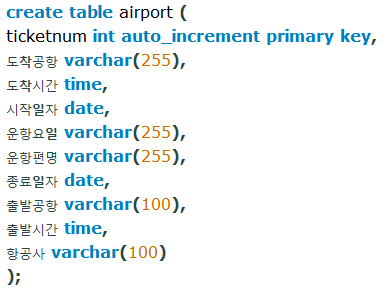 create table airport (
ticketnum int auto_increment primary key,
도착공항 varchar(255),
도착시간 time,
시작일자 date,
운항요일 varchar(255),
운항편명 varchar(255),
종료일자 date,
출발공항 varchar(100),
출발시간 time,
항공사 varchar(100)
);